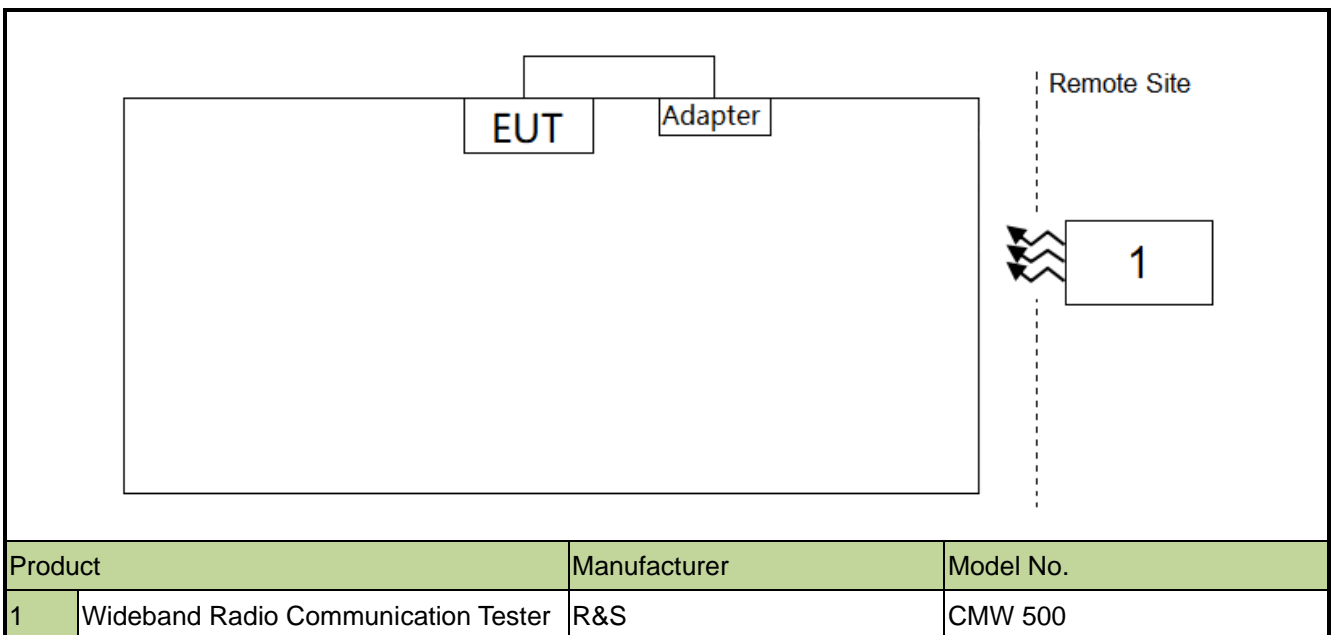 Remote Site
EUT
Adapter
1
Product Manufacturer Model No.
1 Wideband Radio Communication Tester R&S CMW 500